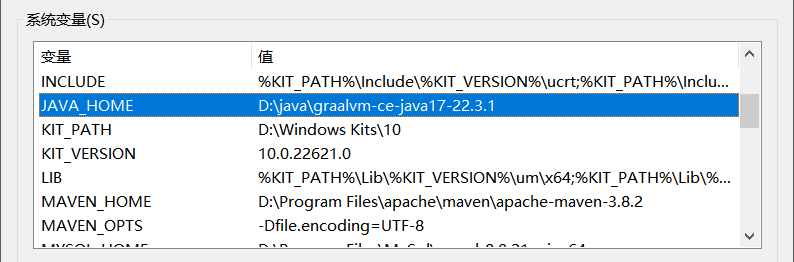 系统变量(S)
变量 值
INCLUDE %KIT_PATH%\Include\%KIT_VERSION%\ucrt;%KIT_PATH%\Inclu...
JAVA_HOME D:\java\graalvm-ce-java17-22.3.1
KIT_PATH D:\Windows Kits\10
KIT_VERSION 10.0.22621.0
LIB %KIT_PATH%\Lib\%KIT_VERSION%\um\x64;%KIT_PATH%\Lib\%...
MAVEN_HOME D:\Program Files\apache\maven\apache-maven-3.8.2
MAVEN_OPTS -Dfile.encoding=UTF-8
MYSQL_HOME